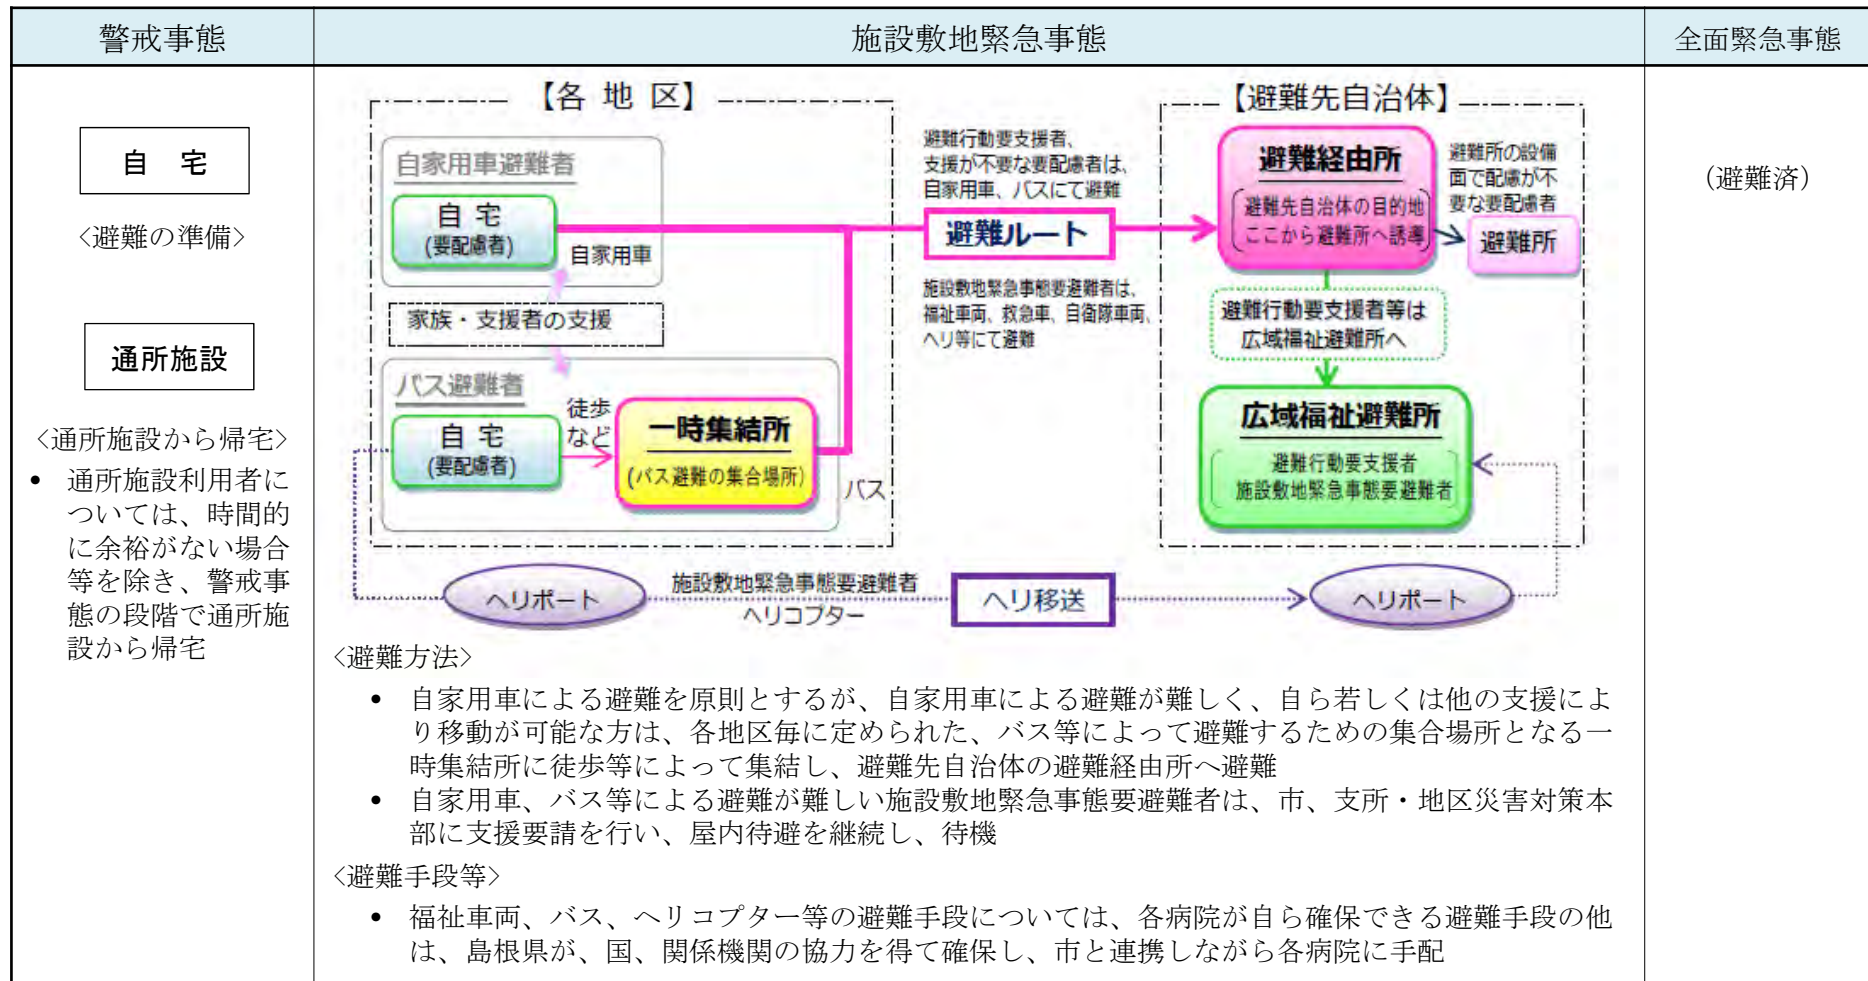 警戒事態
施設敷地緊急事態
全面緊急事態
自　宅
<避難の準備>
通所施設
<通所施設から帰宅>
• 通所施設利用者に
ついては、時間的
に余裕がない場合
等を除き、警戒事
態の段階で通所施
設から帰宅
【各 地 区】
自家用車避難者
自 宅
(要配慮者)
自家用車
家族・支援者の支援
バス避難者
自 宅
(要配慮者)
徒歩
など
一時集結所
(バス避難の集合場所)
バス
避難行動要支援者、
支援が不要な要配慮者は、
自家用車、バスにて避難
避難ルート
施設敷地緊急事態要避難者は、
福祉車両、救急車、自衛隊車両、
ヘリ等にて避難
【避難先自治体】
避難経由所
避難先自治体の目的地
ここから避難所へ誘導
避難所の設備
面で配慮が不
要な要配慮者
避難所
避難行動要支援者等は
広域福祉避難所へ
広域福祉避難所
避難行動要支援者
施設敷地緊急事態要避難者
ヘリポート
施設敷地緊急事態要避難者
ヘリコプター
ヘリ移送
ヘリポート
<避難方法>
• 自家用車による避難を原則とするが、自家用車による避難が難しく、自ら若しくは他の支援によ
り移動が可能な方は、各地区毎に定められた、バス等によって避難するための集合場所となる一
時集結所に徒歩等によって集結し、避難先自治体の避難経由所へ避難
• 自家用車、バス等による避難が難しい施設敷地緊急事態要避難者は、市、支所・地区災害対策本
部に支援要請を行い、屋内待避を継続し、待機
<避難手段等>
• 福祉車両、バス、ヘリコプター等の避難手段については、各病院が自ら確保できる避難手段の他
は、島根県が、国、関係機関の協力を得て確保し、市と連携しながら各病院に手配
（避難済）